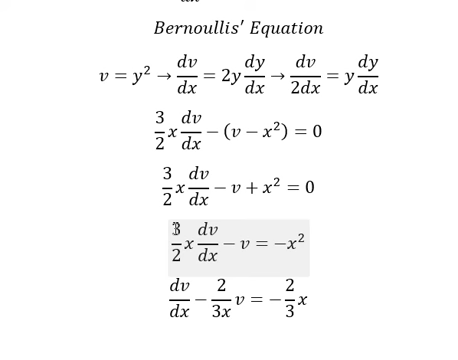 Bernoullis' Equation
v = y² → dv/dx = 2y dy/dx → dv/2dx = y dy/dx
3/2 x dv/dx − (v − x²) = 0
3/2 x dv/dx − v + x² = 0
3/2 x dv/dx − v = −x²
dv/dx − 2/3x v = −2/3 x